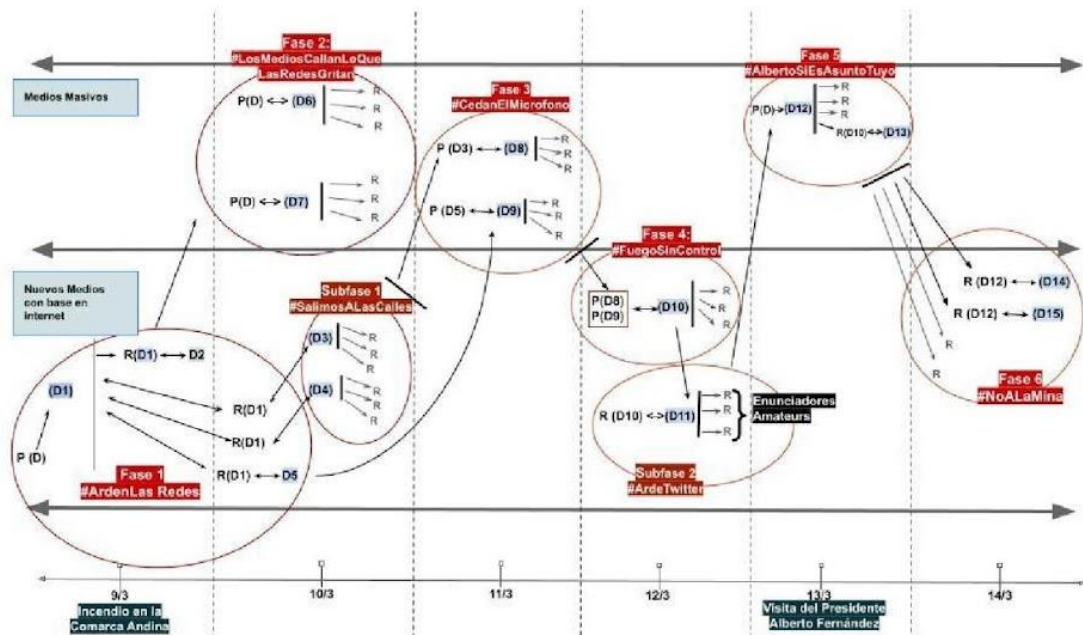 Fase 2:
#LosMediosCallanLoQue
LasRedesGritan
Fase 5
#AlbertoSiEsAsuntoTuyo
Medios Masivos
P(D) (D6)
R
R
R
Fase 3
#CedanElMicrofono
P(D) (D12)
R
R
R
R(D10) (D13)
P (D3) (D8)
R
R
R
P(D) (D7)
R
R
R
P (D5) (D9)
R
R
R
Fase 4:
#FuegoSinControl
Nuevos Medios
con base en
internet
Subfase 1
#SalimosALasCalles
P(D8)
P(D9)
(D10)
R
R
R
R (D12) (D14)
R (D12) (D15)
R
R
R(D1) D2
(D3)
R
R
R
(D1)
(D4)
R
R
R
R(D1)
R(D1)
R(D1) D5
P (D)
Fase 1
#ArdenLas Redes
R (D10) (D11)
R
R
R
Enunciadores
Amateurs
Fase 6
#NoALaMina
Subfase 2
#ArdeTwitter
9/3
10/3
11/3
12/3
13/3
14/3
Incendio en la
Comarca Andina
Visita del Presidente
Alberto Fernández